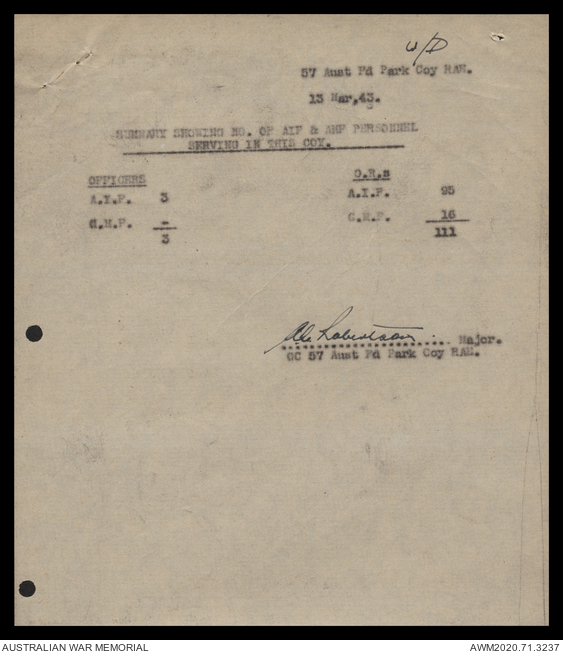 W/D
57 Aust Fd Park Coy RAE.
13 Mar,43.
SUMMARY SHOWING NO. OF AIF & AMF PERSONNEL
SERVING IN THIS COY.
OFFICERS O.R.s
A.I.F. 3 A.I.F. 95
C.M.F. - C.M.F. 16
3 111
Robertson Major.
OC 57 Aust Fd Park Coy RAE.
AUSTRALIAN WAR MEMORIAL AWM2020.71.3237